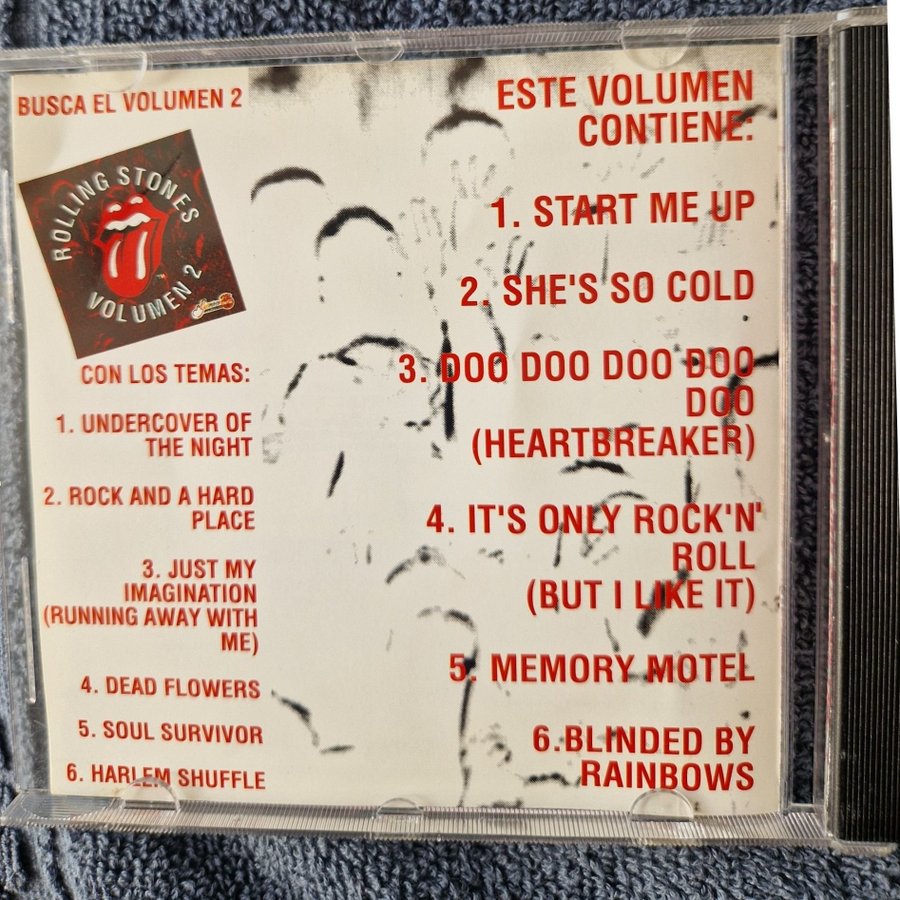 BUSCA EL VOLUMEN 2
ROLLING STONES
VOLUMEN 2
CON LOS TEMAS:
1. UNDERCOVER OF
THE NIGHT
2. ROCK AND A HARD
PLACE
3. JUST MY
IMAGINATION
(RUNNING AWAY WITH
ME)
4. DEAD FLOWERS
5. SOUL SURVIVOR
6. HARLEM SHUFFLE
ESTE VOLUMEN
CONTIENE:
1. START ME UP
2. SHE'S SO COLD
3. DOO DOO DOO DOO
DOO
(HEARTBREAKER)
4. IT'S ONLY ROCK'N'
ROLL
(BUT I LIKE IT)
5. MEMORY MOTEL
6.BLINDED BY
RAINBOWS